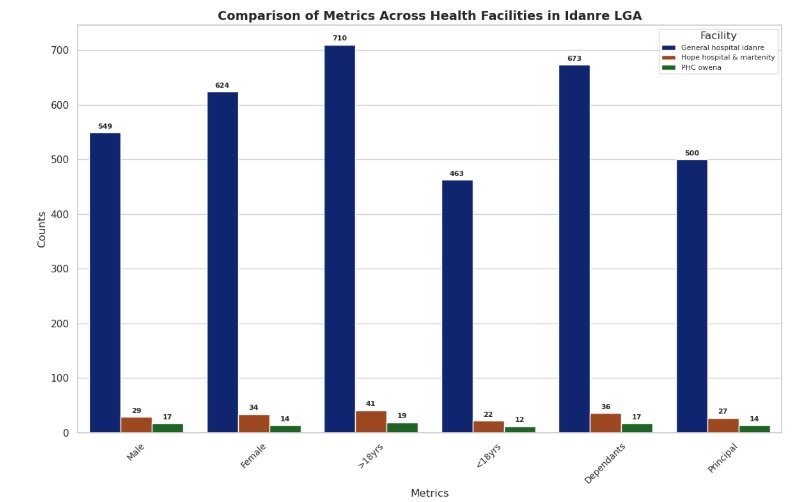 Comparison of Metrics Across Health Facilities in Idanre LGA
Facility
General hospital idanre
Hope hospital & martenity
PHC owena
Counts
700
600
500
400
300
200
100
0
549
29
17
624
34
14
710
41
19
463
22
12
673
36
17
500
27
14
Male
Female
>18yrs
<18yrs
Dependants
Principal
Metrics